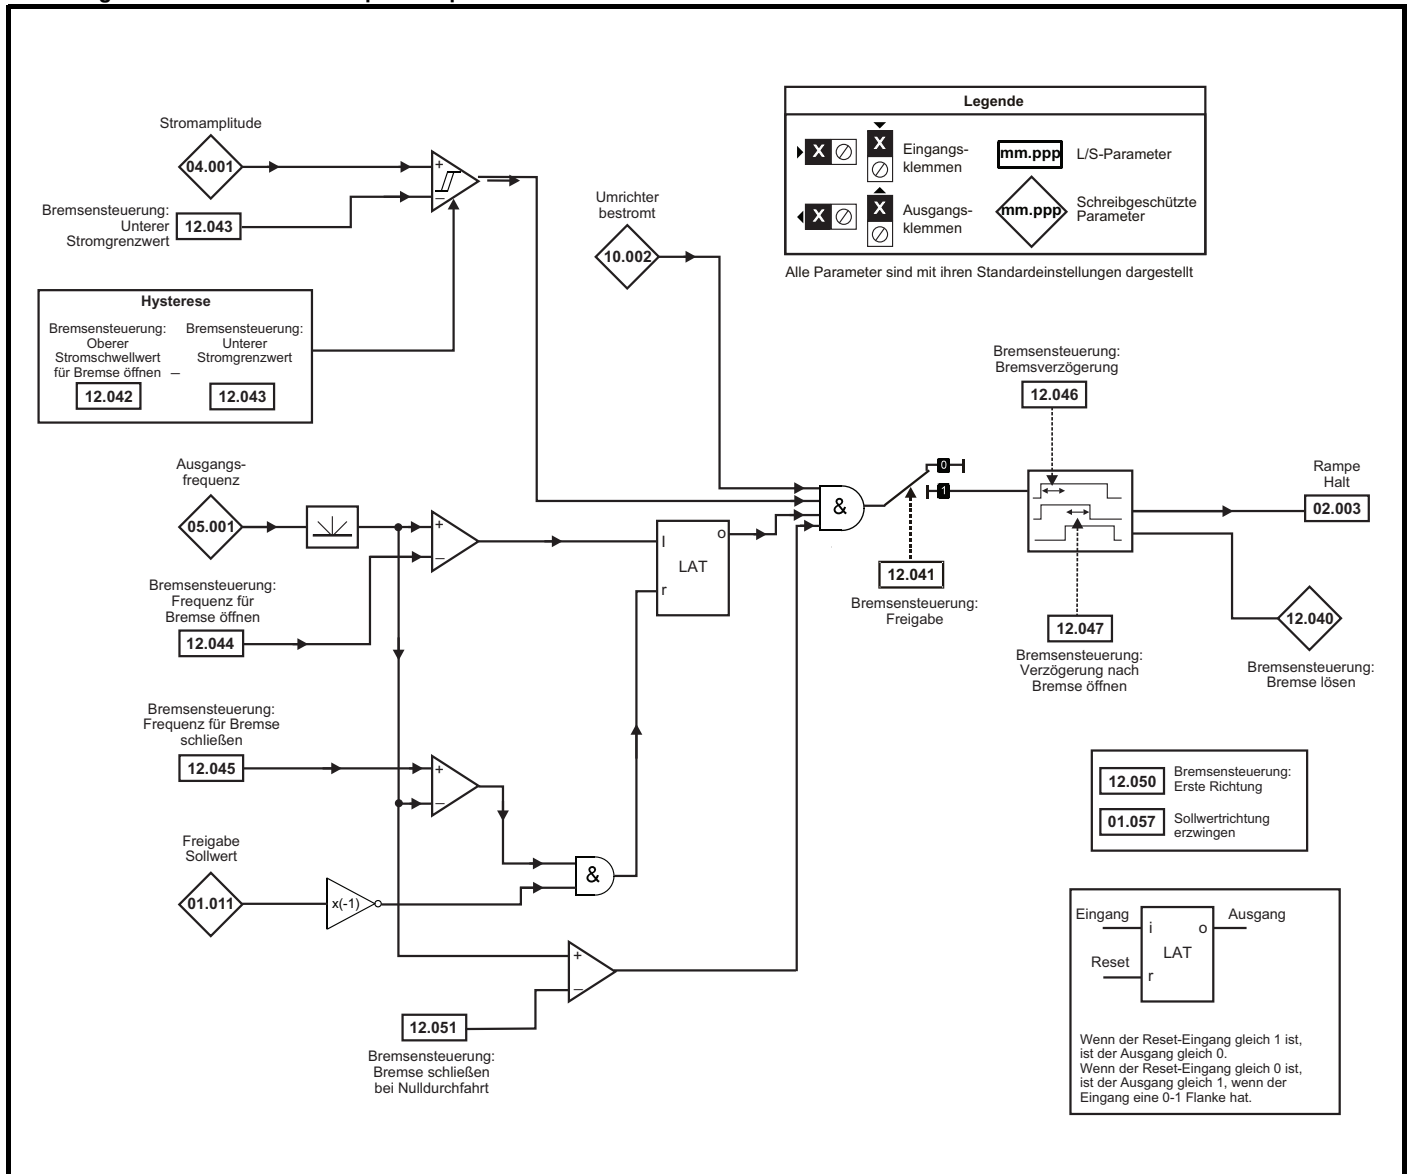 Stromamplitude
04.001
+
−
Bremsensteuerung:
Unterer
Stromgrenzwert
12.043
Hysterese
Bremsensteuerung:
Oberer
Stromschwellwert
für Bremse öffnen –
12.042
Bremsensteuerung:
Unterer
Stromgrenzwert
12.043
Umrichter
bestromt
10.002
Legende
X
X
Eingangs-
klemmen
mm.ppp
L/S-Parameter
X
X
Ausgangs-
klemmen
mm.ppp
Schreibgeschützte
Parameter
Alle Parameter sind mit ihren Standardeinstellungen dargestellt
Ausgangs-
frequenz
05.001
+
−
Bremsensteuerung:
Frequenz für
Bremse öffnen
12.044
I
o
LAT
r
&
0
1
12.041
Bremsensteuerung:
Freigabe
Bremsensteuerung:
Bremsverzögerung
12.046
12.047
Bremsensteuerung:
Verzögerung nach
Bremse öffnen
Rampe
Halt
02.003
12.040
Bremsensteuerung:
Bremse lösen
Bremsensteuerung:
Frequenz für Bremse
schließen
12.045
+
−
Freigabe
Sollwert
01.011
x(-1)
&
+
−
12.051
Bremsensteuerung:
Bremse schließen
bei Nulldurchfahrt
12.050
Bremsensteuerung:
Erste Richtung
01.057
Sollwertrichtung
erzwingen
Eingang
i
o
Ausgang
LAT
Reset
r
Wenn der Reset-Eingang gleich 1 ist,
ist der Ausgang gleich 0.
Wenn der Reset-Eingang gleich 0 ist,
ist der Ausgang gleich 1, wenn der
Eingang eine 0-1 Flanke hat.